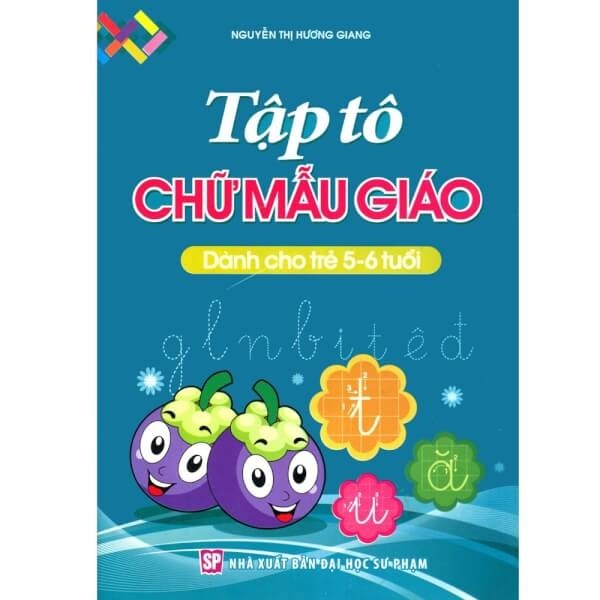 NGUYỄN THỊ HƯƠNG GIANG
Tập tô
CHỮ MẪU GIÁO
Dành cho trẻ 5-6 tuổi
g l n b i t ê đ
t
ă
u
SP NHÀ XUẤT BẢN ĐẠI HỌC SƯ PHẠM